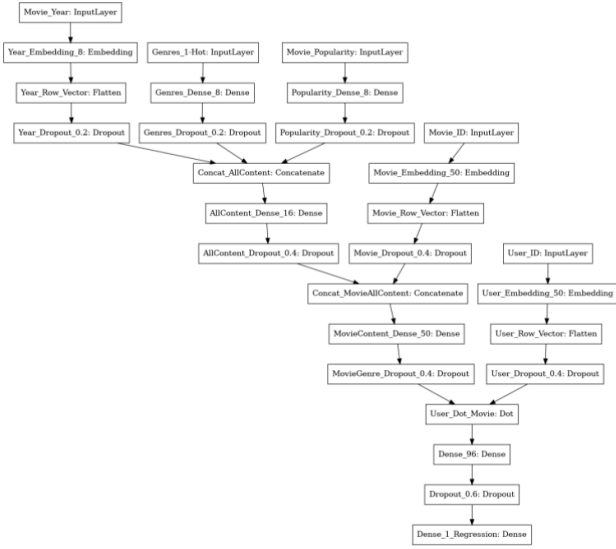 Movie_Year: InputLayer
Year_Embedding_8: Embedding
Genres_1-Hot: InputLayer
Movie_Popularity: InputLayer
Year_Row_Vector: Flatten
Genres_Dense_8: Dense
Popularity_Dense_8: Dense
Year_Dropout_0.2: Dropout
Genres_Dropout_0.2: Dropout
Popularity_Dropout_0.2: Dropout
Movie_ID: InputLayer
Concat_AllContent: Concatenate
Movie_Embedding_50: Embedding
AllContent_Dense_16: Dense
Movie_Row_Vector: Flatten
AllContent_Dropout_0.4: Dropout
Movie_Dropout_0.4: Dropout
User_ID: InputLayer
Concat_MovieAllContent: Concatenate
User_Embedding_50: Embedding
MovieContent_Dense_50: Dense
User_Row_Vector: Flatten
MovieGenre_Dropout_0.4: Dropout
User_Dropout_0.4: Dropout
User_Dot_Movie: Dot
Dense_96: Dense
Dropout_0.6: Dropout
Dense_1_Regression: Dense